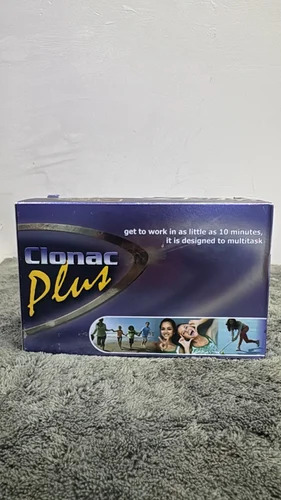 get to work in as little as 10 minutes,
it is designed to multitask
Clonac
Plus